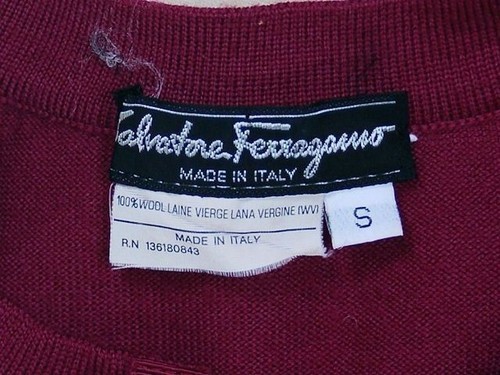 Salvatore Ferragamo
MADE IN ITALY
100% WOOL LAINE VIERGE LANA VERGINE (WV)
S
MADE IN ITALY
R.N 136180843